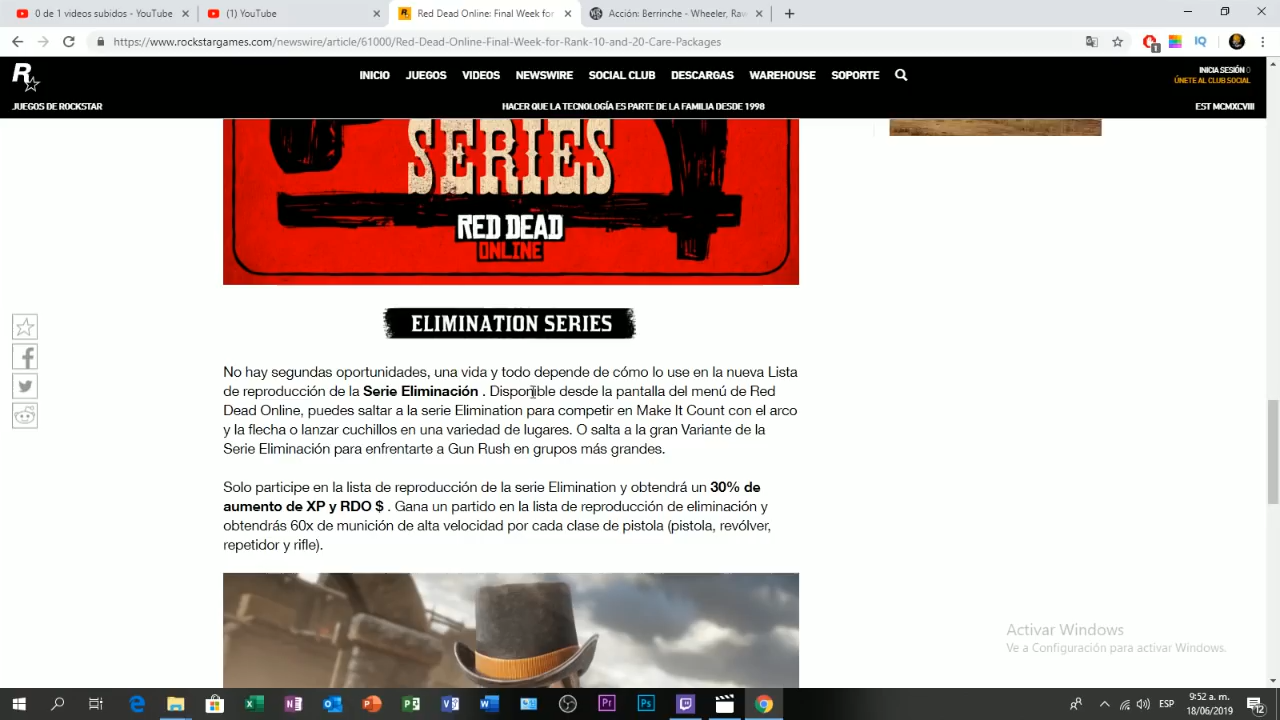 0 de 1 videos subidos - YouTube
(1) YouTube
Red Dead Online: Final Week for
Acción: Berrinche - Wheeler, Raw
https://www.rockstargames.com/newswire/article/61000/Red-Dead-Online-Final-Week-for-Rank-10-and-20-Care-Packages
IQ
1
R
INICIO JUEGOS VIDEOS NEWSWIRE SOCIAL CLUB DESCARGAS WAREHOUSE SOPORTE
INICIA SESIÓN ()
ÚNETE AL CLUB SOCIAL
JUEGOS DE ROCKSTAR
HACER QUE LA TECNOLOGÍA ES PARTE DE LA FAMILIA DESDE 1998
EST MCMXCVIII
SERIES
RED DEAD
ONLINE
ELIMINATION SERIES
No hay segundas oportunidades, una vida y todo depende de cómo lo use en la nueva Lista
de reproducción de la Serie Eliminación . Disponible desde la pantalla del menú de Red
Dead Online, puedes saltar a la serie Elimination para competir en Make It Count con el arco
y la flecha o lanzar cuchillos en una variedad de lugares. O salta a la gran Variante de la
Serie Eliminación para enfrentarte a Gun Rush en grupos más grandes.
Solo participe en la lista de reproducción de la serie Elimination y obtendrá un 30% de
aumento de XP y RDO $ . Gana un partido en la lista de reproducción de eliminación y
obtendrás 60x de munición de alta velocidad por cada clase de pistola (pistola, revólver,
repetidor y rifle).
Activar Windows
Ve a Configuración para activar Windows.
Pr
Ps
ESP
9:52 a. m.
18/06/2019
12